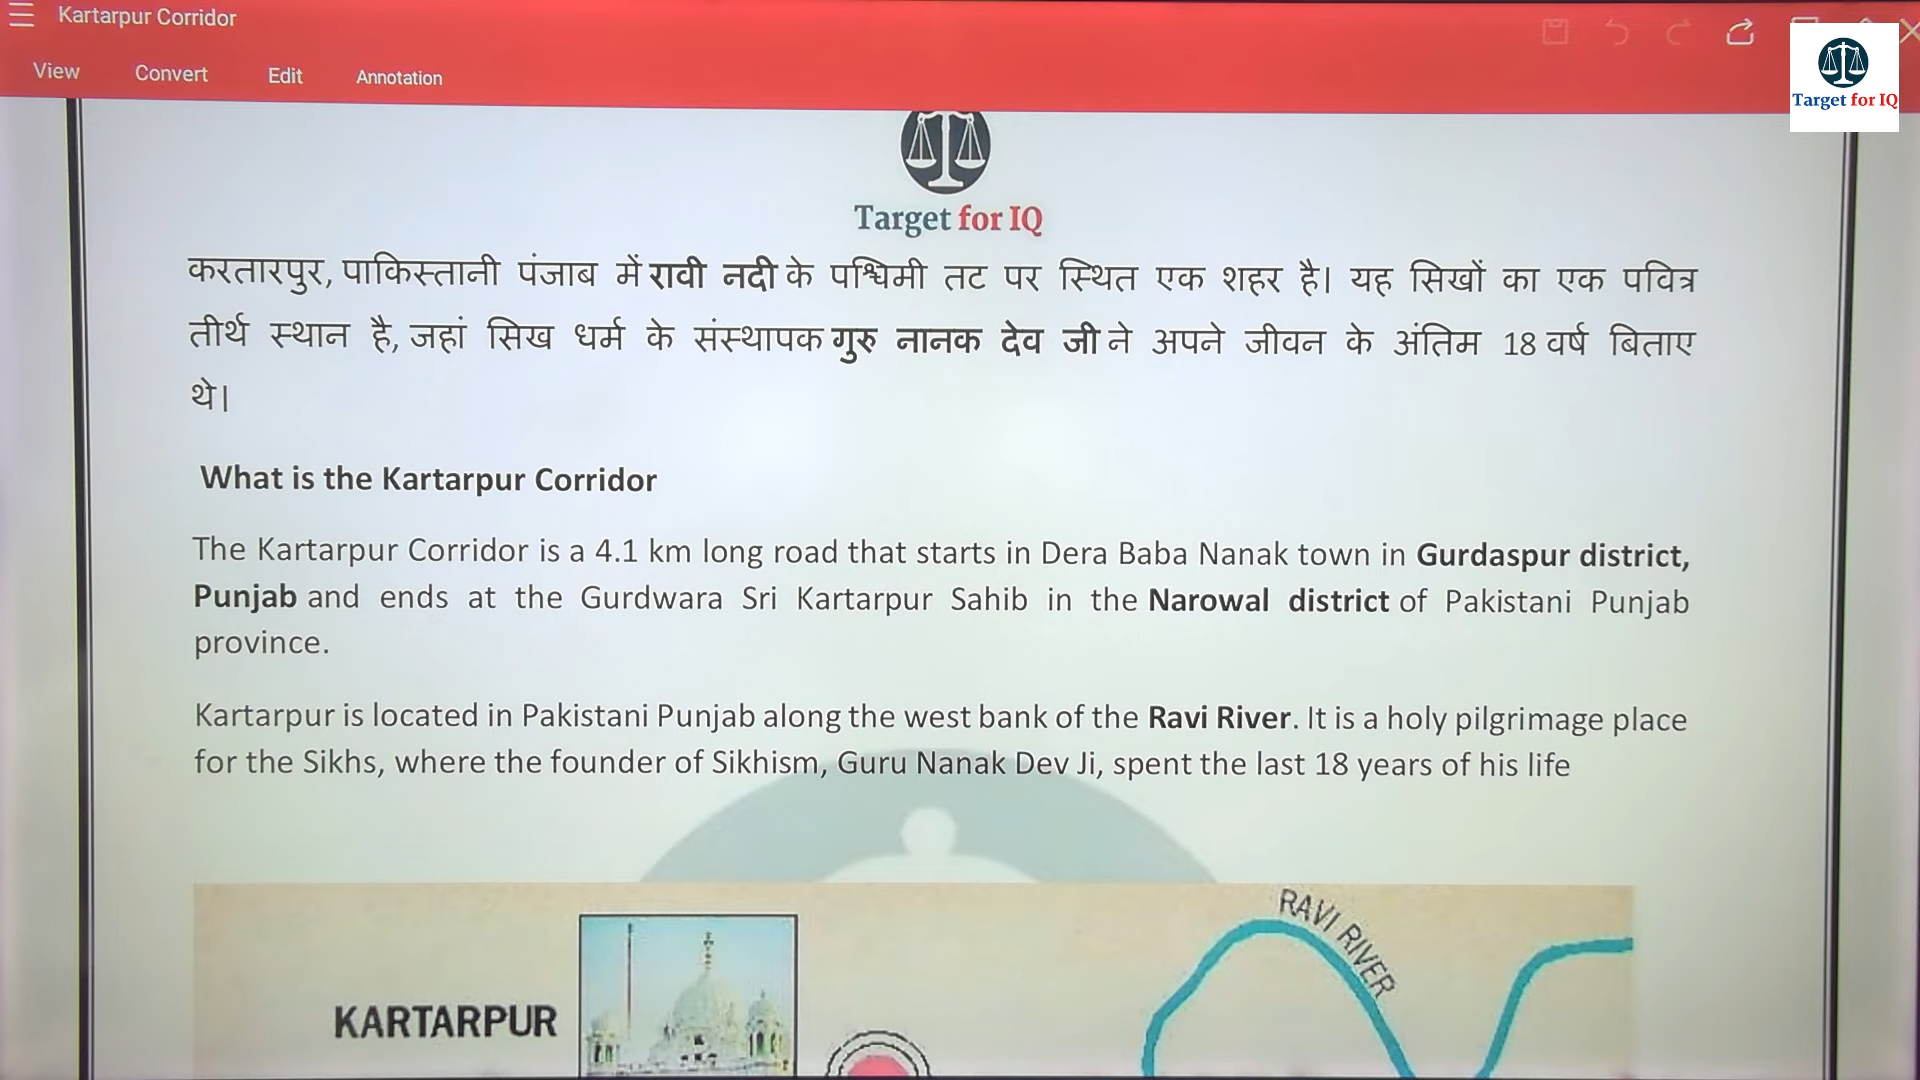 Kartarpur Corridor
View Convert Edit Annotation
Target for IQ
Target for IQ
करतारपुर, पाकिस्तानी पंजाब में रावी नदी के पश्चिमी तट पर स्थित एक शहर है। यह सिखों का एक पवित्र
तीर्थ स्थान है, जहां सिख धर्म के संस्थापक गुरु नानक देव जी ने अपने जीवन के अंतिम 18 वर्ष बिताए
थे।
What is the Kartarpur Corridor
The Kartarpur Corridor is a 4.1 km long road that starts in Dera Baba Nanak town in Gurdaspur district,
Punjab and ends at the Gurdwara Sri Kartarpur Sahib in the Narowal district of Pakistani Punjab
province.
Kartarpur is located in Pakistani Punjab along the west bank of the Ravi River. It is a holy pilgrimage place
for the Sikhs, where the founder of Sikhism, Guru Nanak Dev Ji, spent the last 18 years of his life
RAVI RIVER
KARTARPUR